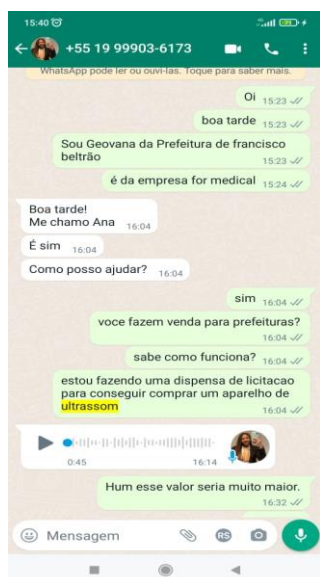 15:40
+55 19 99903-6173
WhatsApp pode ler ou ouvi-las. Toque para saber mais.
Oi 15:23
boa tarde 15:23
Sou Geovana da Prefeitura de francisco
beltrão
15:23
é da empresa for medical 15:24
Boa tarde!
Me chamo Ana 16:04
É sim 16:04
Como posso ajudar? 16:04
sim 16:04
voce fazem venda para prefeituras?
16:04
sabe como funciona? 16:04
estou fazendo uma dispensa de licitacao
para conseguir comprar um aparelho de
ultrassom 16:04
0:45 16:14
Hum esse valor seria muito maior.
16:32
Mensagem
RS